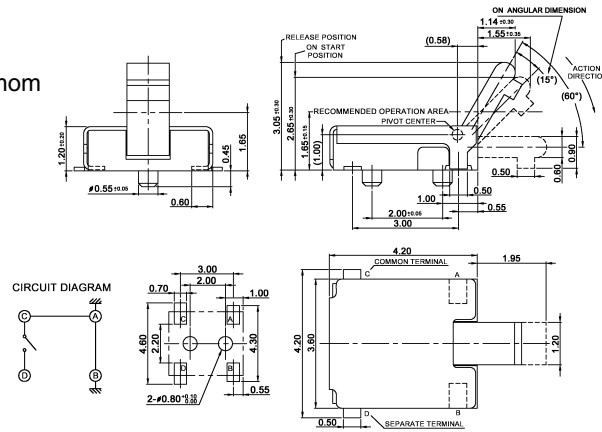 nom
1.20 ±0.20
ø0.55 ±0.05
0.60
0.45
1.65
ON ANGULAR DIMENSION
1.14 ±0.30
1.55 ±0.35
(0.58)
RELEASE POSITION
ON START
POSITION
(15°)
(60°)
ACTION
DIRECTIO
RECOMMENDED OPERATION AREA
PIVOT CENTER
3.05 ±0.30
2.65 ±0.30
1.65 ±0.15
(1.00)
0.50
0.60
0.90
0.50
1.00
0.55
2.00 ±0.05
3.00
CIRCUIT DIAGRAM
C
A
D
B
3.00
0.70
2.00
1.00
C
A
4.60
2.20
4.30
D
B
0.55
2-ø0.80 +0.10 0.00
4.20
1.95
COMMON TERMINAL
C
A
4.20
3.60
1.20
D
B
0.50
SEPARATE TERMINAL